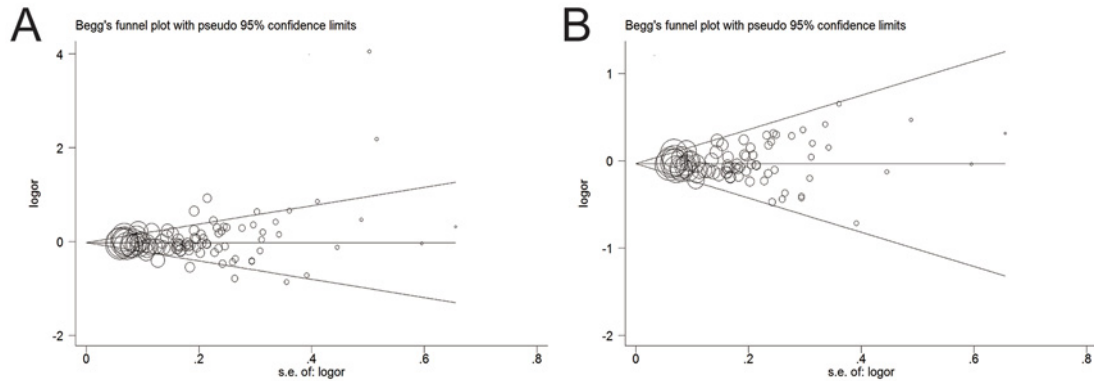 A
Begg's funnel plot with pseudo 95% confidence limits
4
2
0
-2
logor
0
.2
.4
.6
.8
s.e. of: logor
B
Begg's funnel plot with pseudo 95% confidence limits
1
0
-1
-2
logor
0
.2
.4
.6
.8
s.e. of: logor